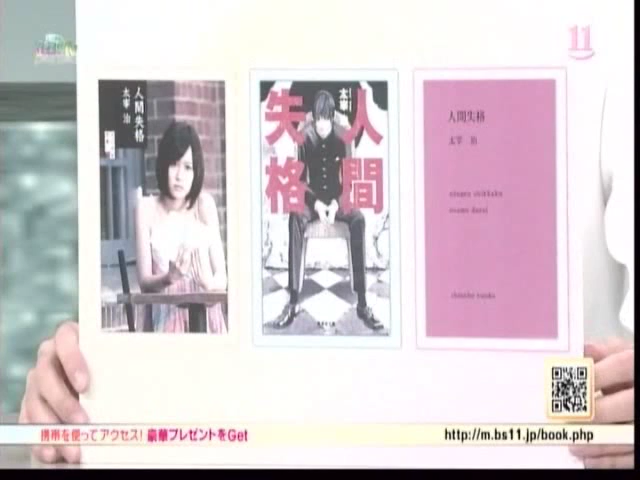 11
人間失格
太宰 治
人間
失格
太宰
人間失格
太宰 治
ningen shikkaku
osamu dazai
shincho bunko
携帯を使ってアクセス! 豪華プレゼントをGet
http://m.bs11.jp/book.php